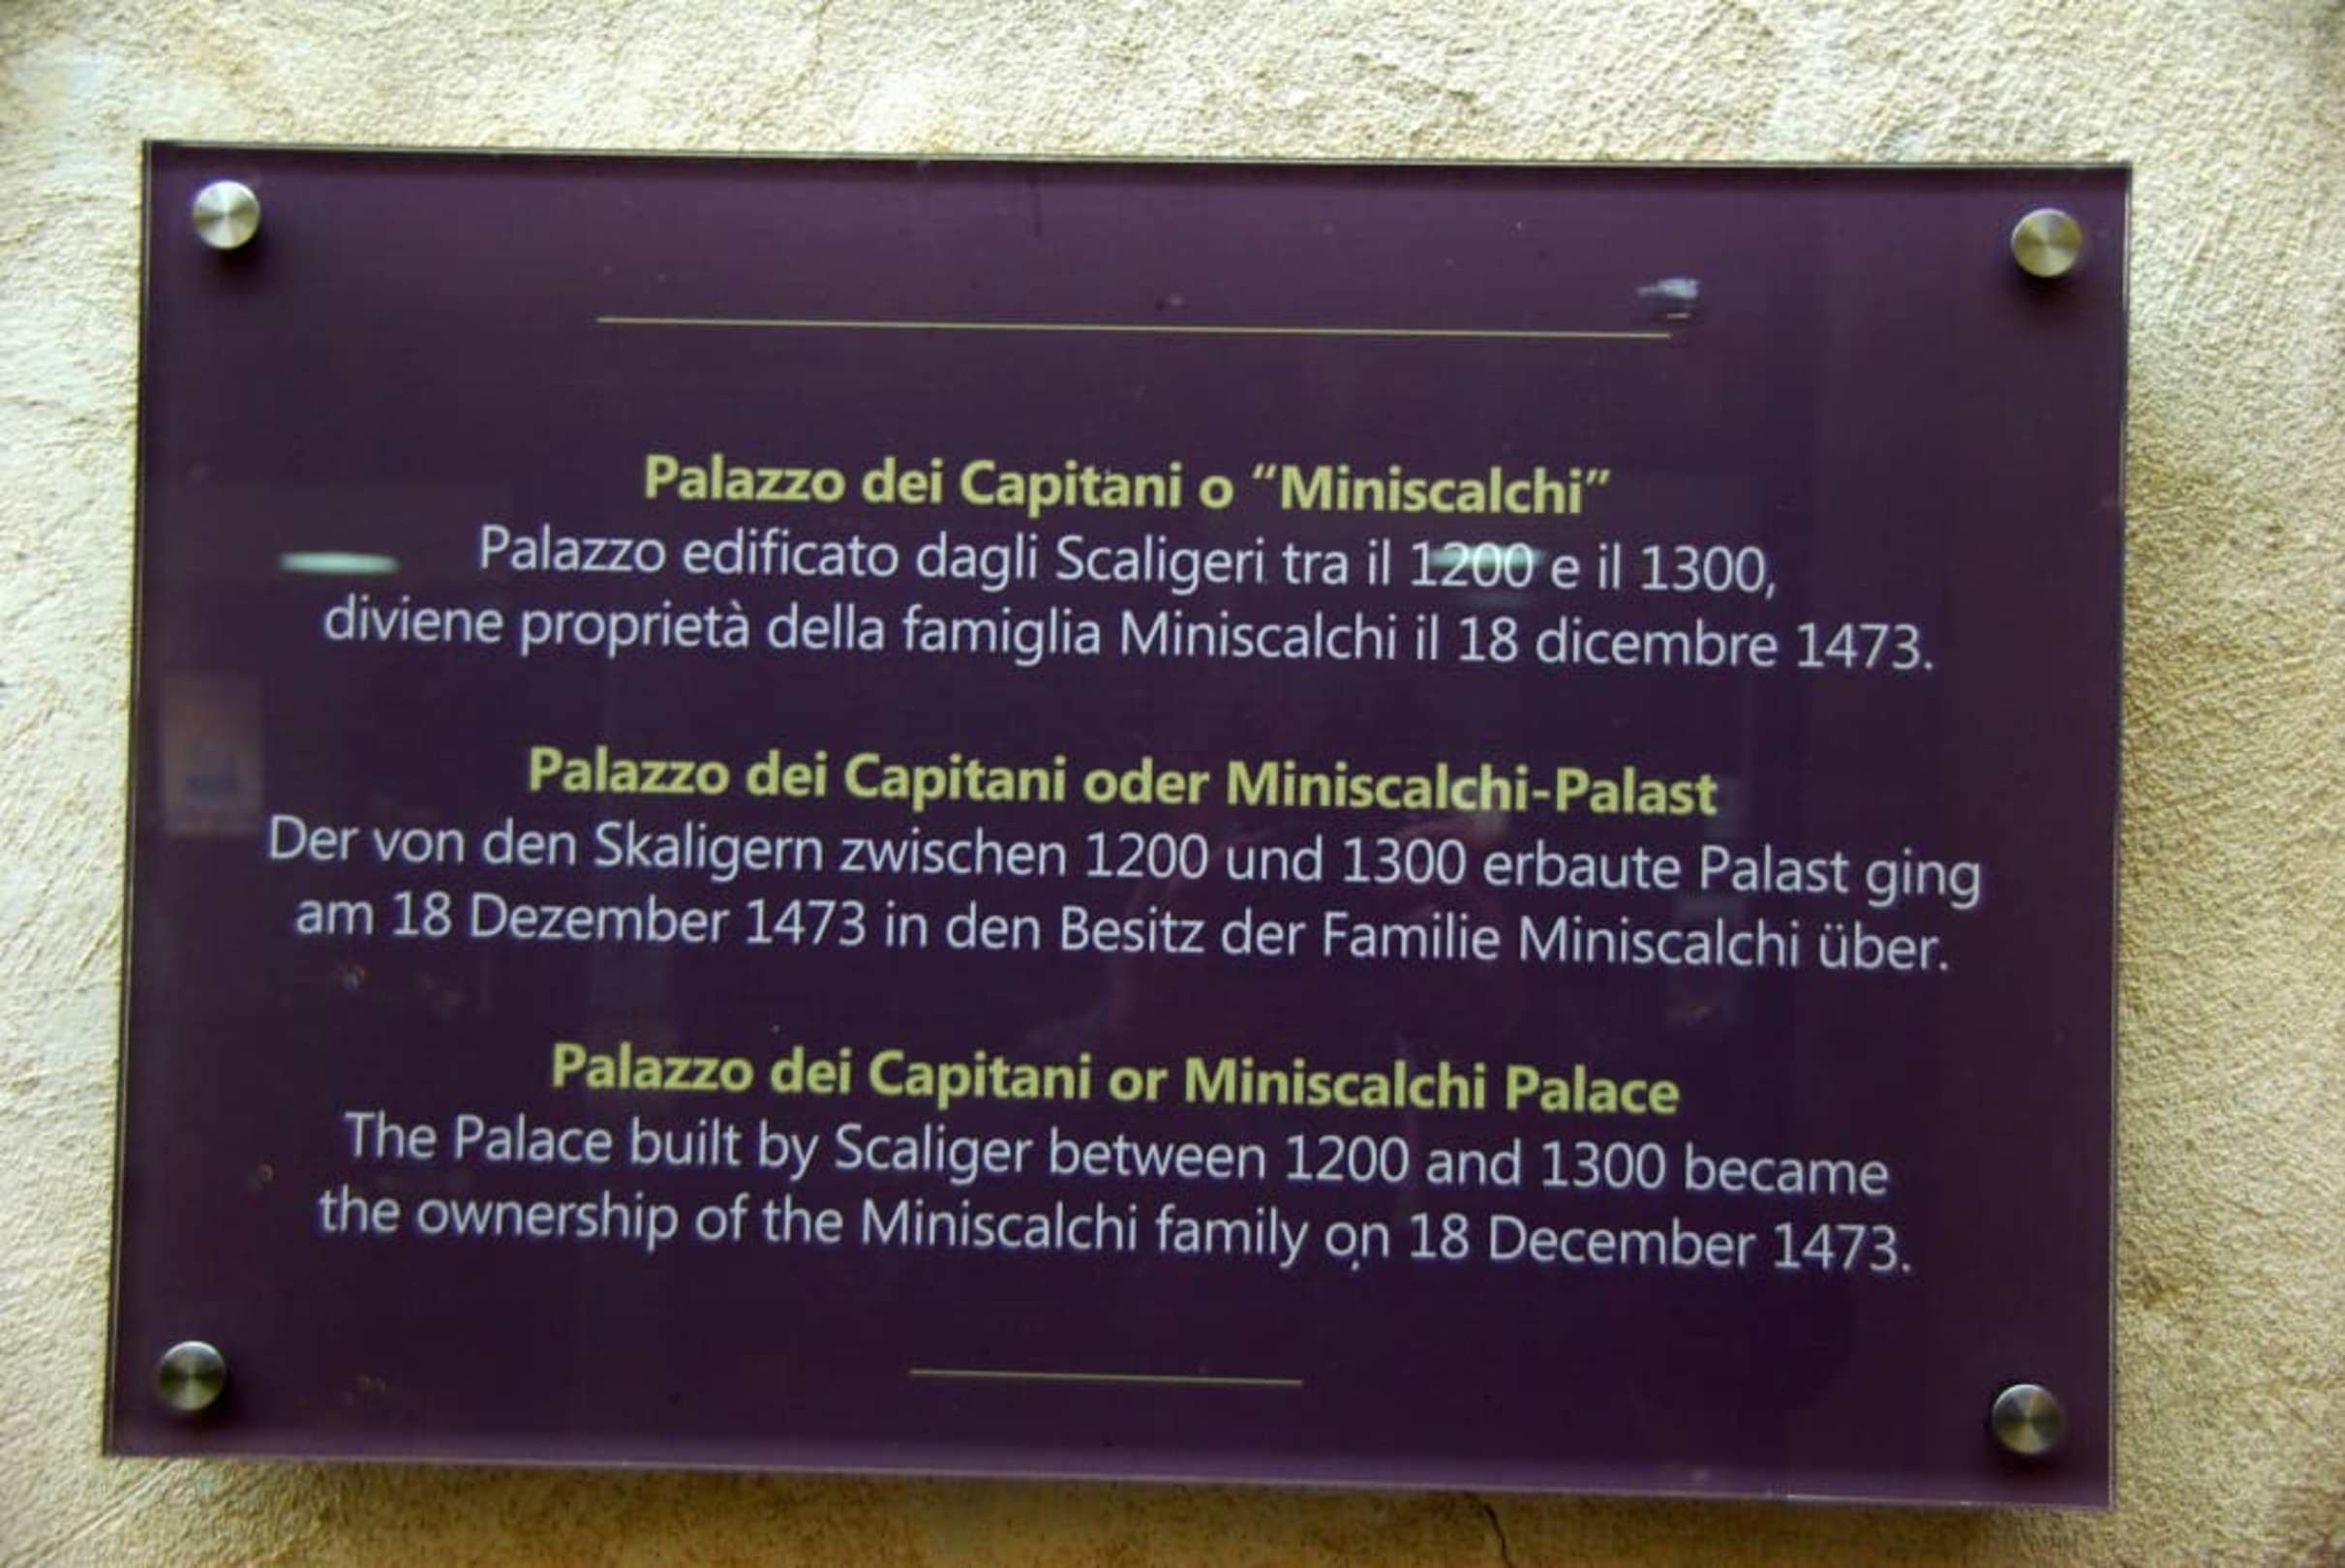 Palazzo dei Capitani o “Miniscalchi”
Palazzo edificato dagli Scaligeri tra il 1200 e il 1300,
diviene proprietà della famiglia Miniscalchi il 18 dicembre 1473.
Palazzo dei Capitani oder Miniscalchi-Palast
Der von den Skaligern zwischen 1200 und 1300 erbaute Palast ging
am 18 Dezember 1473 in den Besitz der Familie Miniscalchi über.
Palazzo dei Capitani or Miniscalchi Palace
The Palace built by Scaliger between 1200 and 1300 became
the ownership of the Miniscalchi family on 18 December 1473.